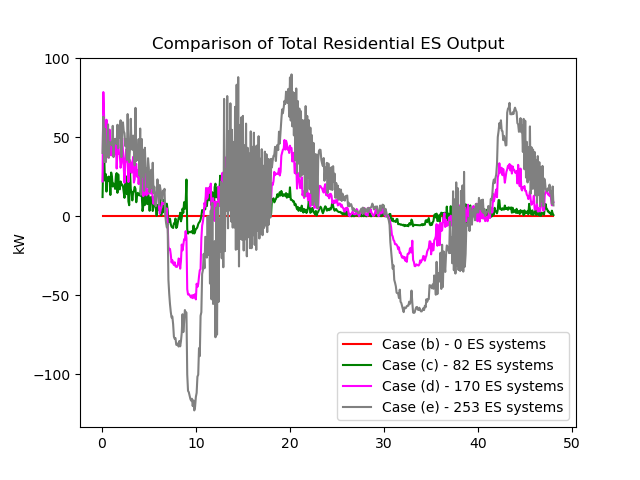 Comparison of Total Residential ES Output
100
50
0
−50
−100
kW
Case (b) - 0 ES systems
Case (c) - 82 ES systems
Case (d) - 170 ES systems
Case (e) - 253 ES systems
0 10 20 30 40 50